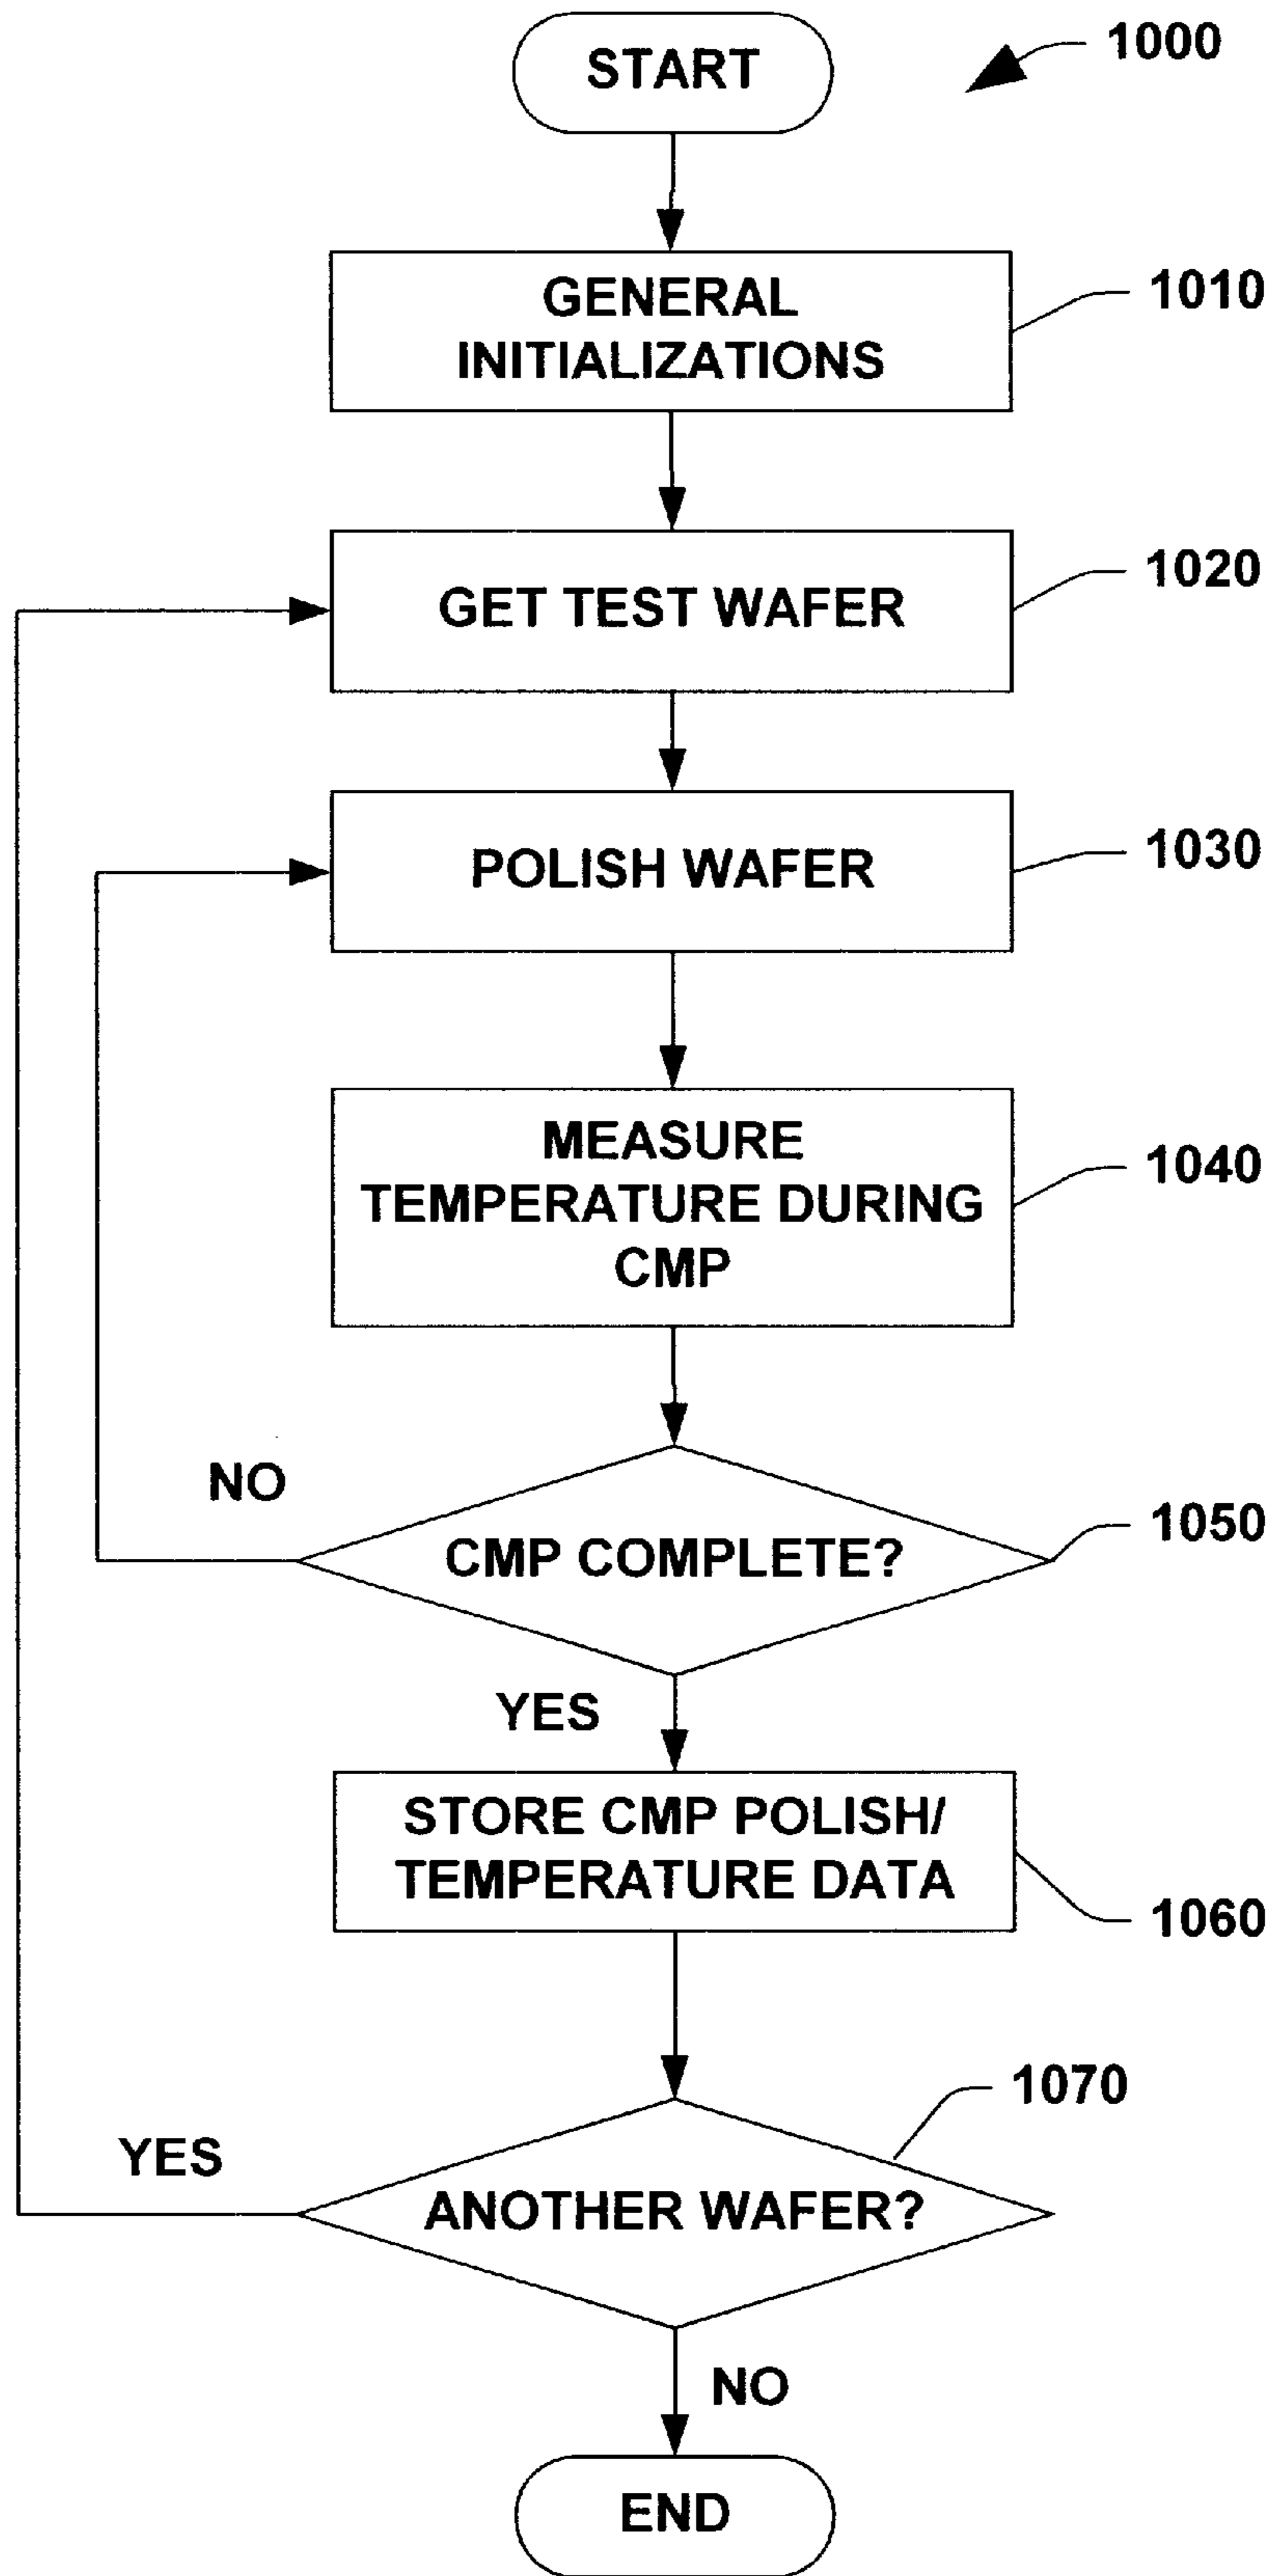 START
1000
GENERAL
INITIALIZATIONS
1010
GET TEST WAFER
1020
POLISH WAFER
1030
MEASURE
TEMPERATURE DURING
CMP
1040
NO
CMP COMPLETE?
1050
YES
STORE CMP POLISH/
TEMPERATURE DATA
1060
1070
YES
ANOTHER WAFER?
NO
END